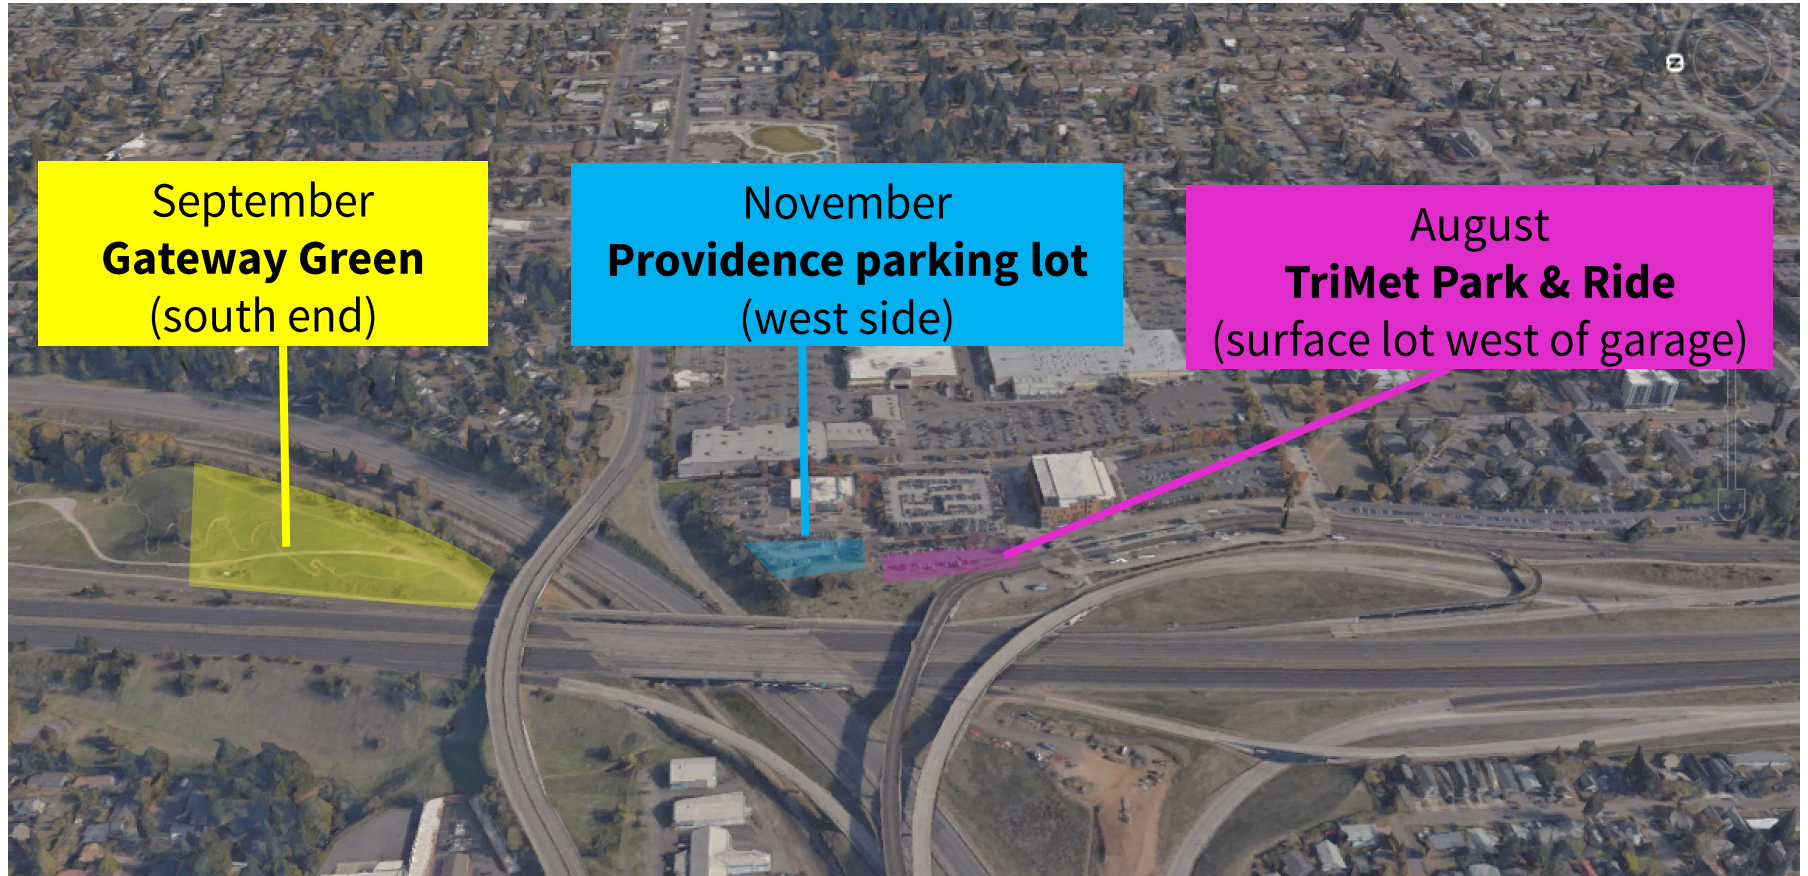 September
Gateway Green
(south end)
November
Providence parking lot
(west side)
August
TriMet Park & Ride
(surface lot west of garage)